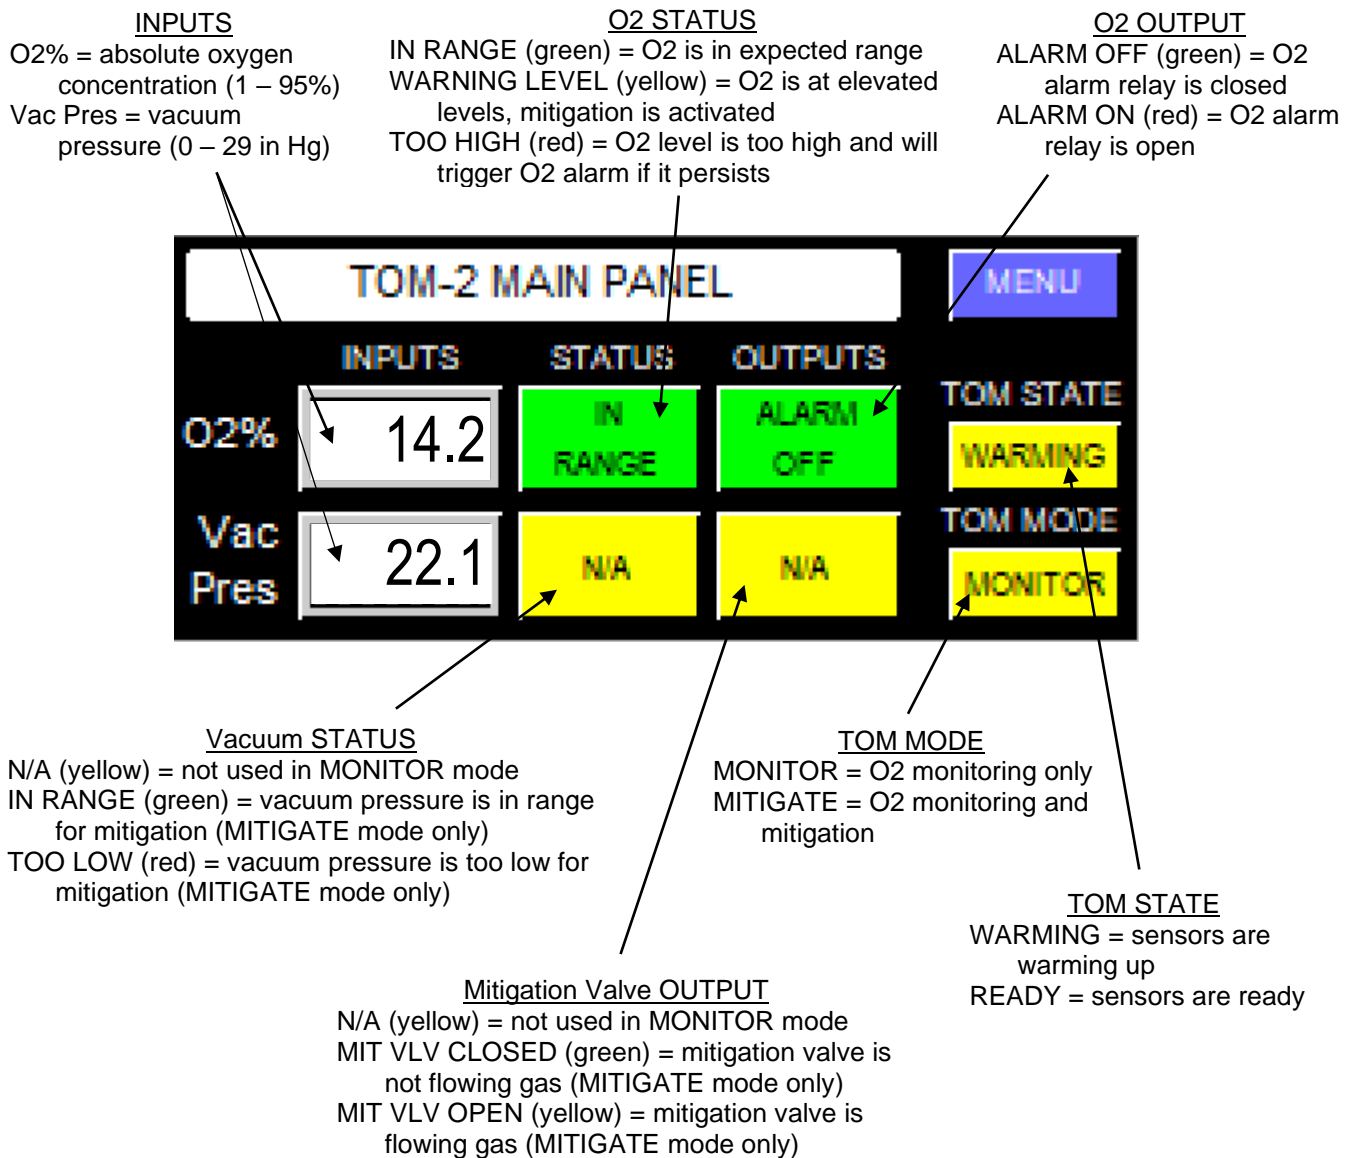 INPUTS
O2% = absolute oxygen
concentration (1 – 95%)
Vac Pres = vacuum
pressure (0 – 29 in Hg)
O2 STATUS
IN RANGE (green) = O2 is in expected range
WARNING LEVEL (yellow) = O2 is at elevated
levels, mitigation is activated
TOO HIGH (red) = O2 level is too high and will
trigger O2 alarm if it persists
O2 OUTPUT
ALARM OFF (green) = O2
alarm relay is closed
ALARM ON (red) = O2 alarm
relay is open
TOM-2 MAIN PANEL
MENU
INPUTS
STATUS
OUTPUTS
O2%
14.2
IN
RANGE
ALARM
OFF
TOM STATE
WARMING
Vac
Pres
22.1
N/A
N/A
TOM MODE
MONITOR
Vacuum STATUS
N/A (yellow) = not used in MONITOR mode
IN RANGE (green) = vacuum pressure is in range
for mitigation (MITIGATE mode only)
TOO LOW (red) = vacuum pressure is too low for
mitigation (MITIGATE mode only)
TOM MODE
MONITOR = O2 monitoring only
MITIGATE = O2 monitoring and
mitigation
TOM STATE
WARMING = sensors are
warming up
READY = sensors are ready
Mitigation Valve OUTPUT
N/A (yellow) = not used in MONITOR mode
MIT VLV CLOSED (green) = mitigation valve is
not flowing gas (MITIGATE mode only)
MIT VLV OPEN (yellow) = mitigation valve is
flowing gas (MITIGATE mode only)